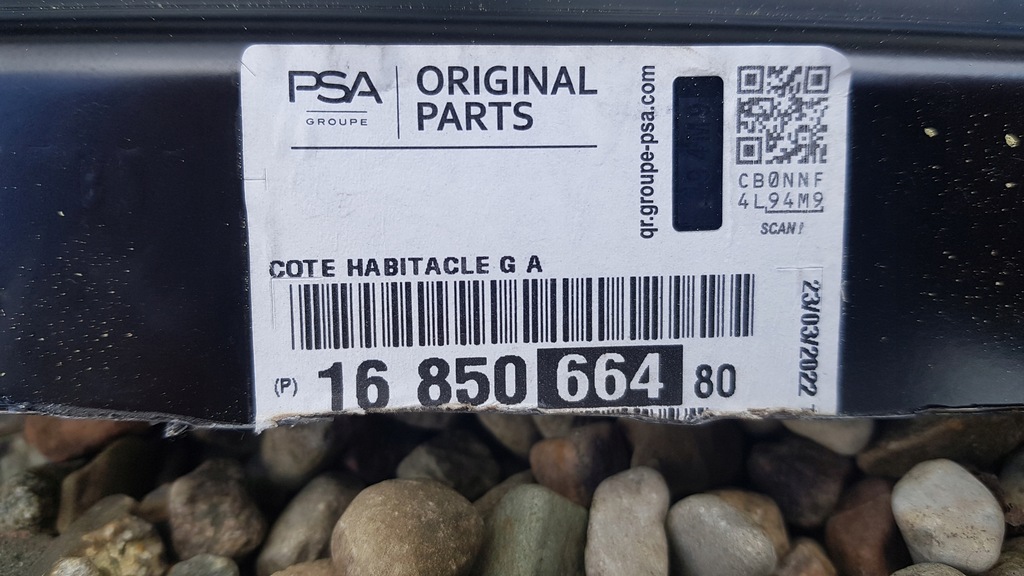 PSA
GROUPE
ORIGINAL
PARTS
qr.groupe-psa.com
CB0NNF
4L94M9
SCAN!
COTE HABITACLE G A
23/03/2022
(P) 16 850 664 80